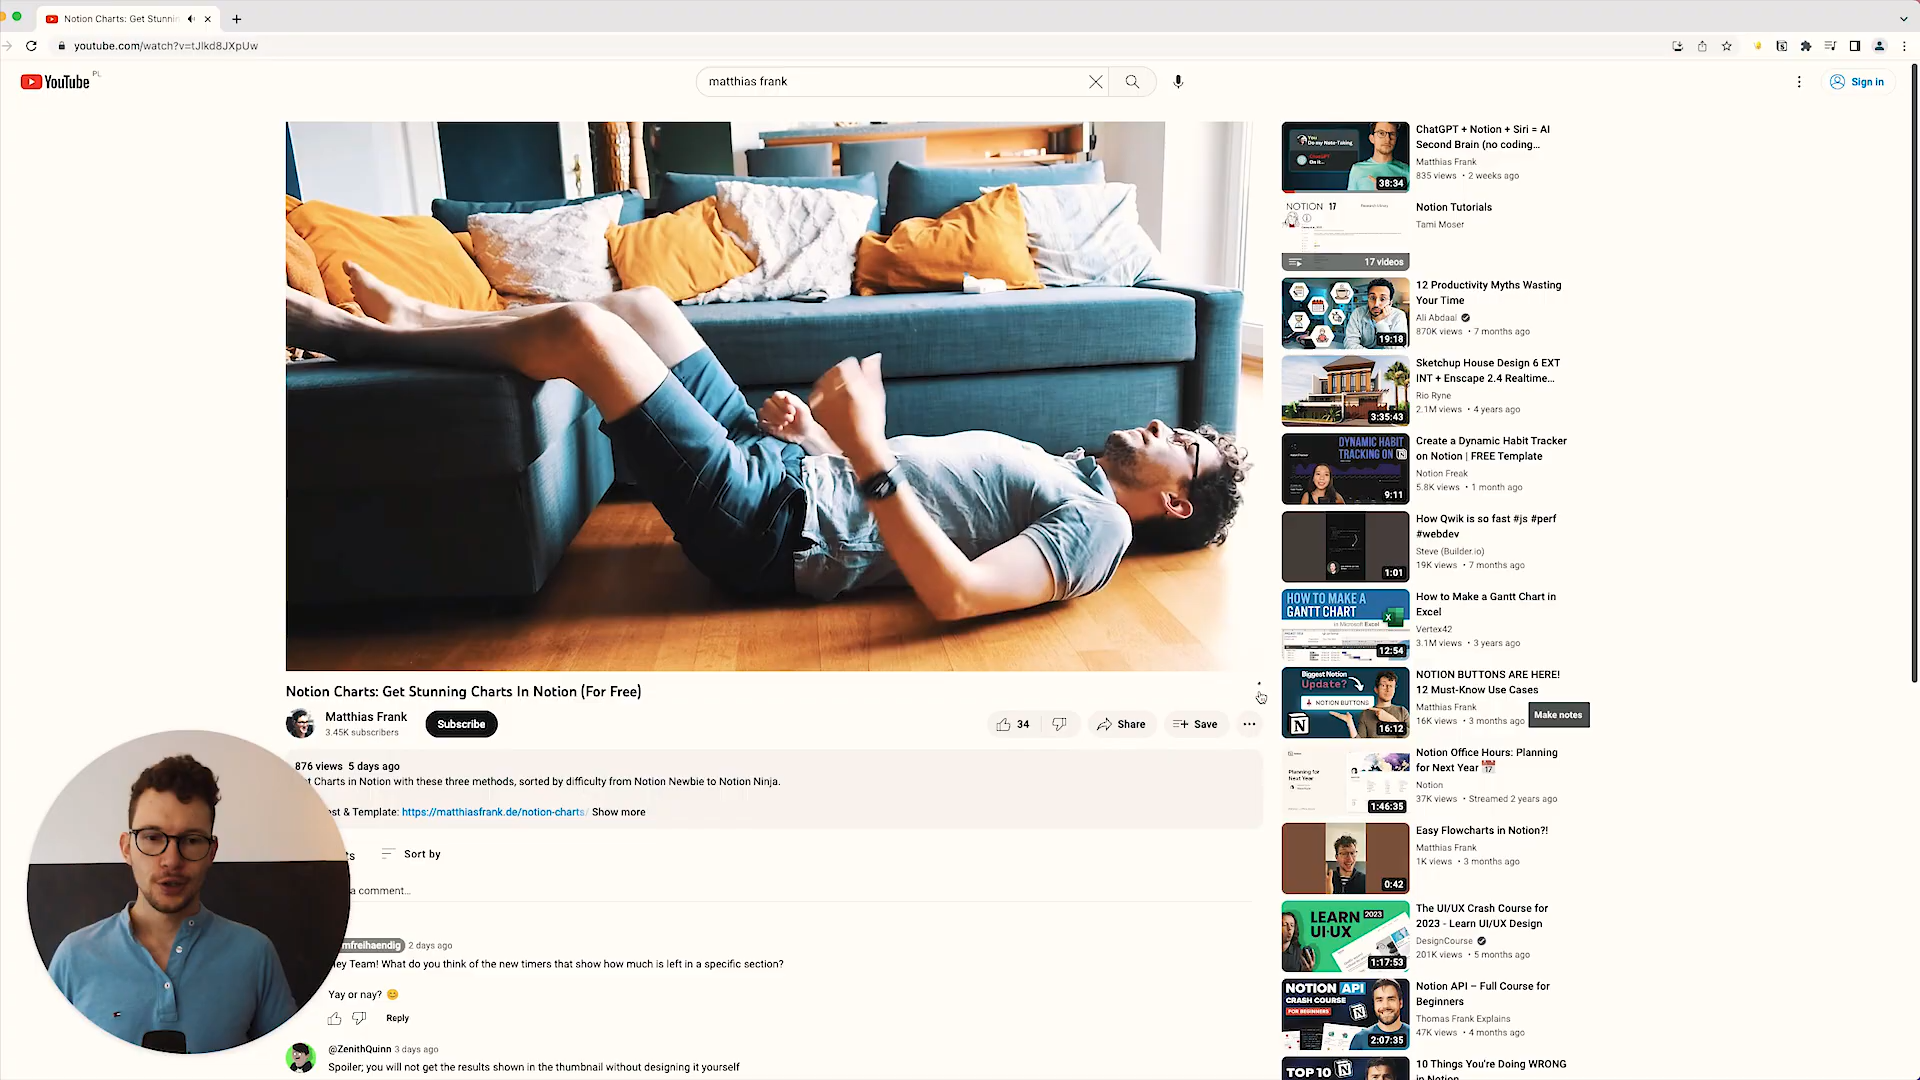 Notion Charts: Get Stunnin
youtube.com/watch?v=tJlkd8JXpUw
YouTube PL
matthias frank
Sign in
Notion Charts: Get Stunning Charts In Notion (For Free)
Matthias Frank
3.45K subscribers
Subscribe
34
Share
Save
876 views 5 days ago
t Charts in Notion with these three methods, sorted by difficulty from Notion Newbie to Notion Ninja.
st & Template: https://matthiasfrank.de/notion-charts/ Show more
Sort by
a comment...
mfreihaendig 2 days ago
ey Team! What do you think of the new timers that show how much is left in a specific section?
Yay or nay? 😊
Reply
@ZenithQuinn 3 days ago
Spoiler; you will not get the results shown in the thumbnail without designing it yourself
You
Do my Note-Taking
ChatGPT
On it...
38:34
ChatGPT + Notion + Siri = AI
Second Brain (no coding...
Matthias Frank
835 views • 2 weeks ago
NOTION 17
17 videos
Notion Tutorials
Tami Moser
19:18
12 Productivity Myths Wasting
Your Time
Ali Abdaal
870K views • 7 months ago
3:35:43
Sketchup House Design 6 EXT
INT + Enscape 2.4 Realtime...
Rio Ryne
2.1M views • 4 years ago
DYNAMIC HABIT
TRACKING ON
9:11
Create a Dynamic Habit Tracker
on Notion | FREE Template
Notion Freak
5.8K views • 1 month ago
1:01
How Qwik is so fast #js #perf
#webdev
Steve (Builder.io)
19K views • 7 months ago
HOW TO MAKE A
GANTT CHART
in Microsoft Excel
12:54
How to Make a Gantt Chart in
Excel
Vertex42
3.1M views • 3 years ago
Biggest Notion
Update?
NOTION BUTTONS
16:12
NOTION BUTTONS ARE HERE!
12 Must-Know Use Cases
Matthias Frank
16K views • 3 months ago
Make notes
Planning for
Next Year
1:46:35
Notion Office Hours: Planning
for Next Year 📅
Notion
37K views • Streamed 2 years ago
0:42
Easy Flowcharts in Notion?!
Matthias Frank
1K views • 3 months ago
LEARN 2023
UI·UX
1:17:53
The UI/UX Crash Course for
2023 - Learn UI/UX Design
DesignCourse
201K views • 5 months ago
NOTION API
CRASH COURSE
FOR BEGINNERS
2:07:35
Notion API – Full Course for
Beginners
Thomas Frank Explains
47K views • 4 months ago
TOP 10
10 Things You're Doing WRONG
in Notion